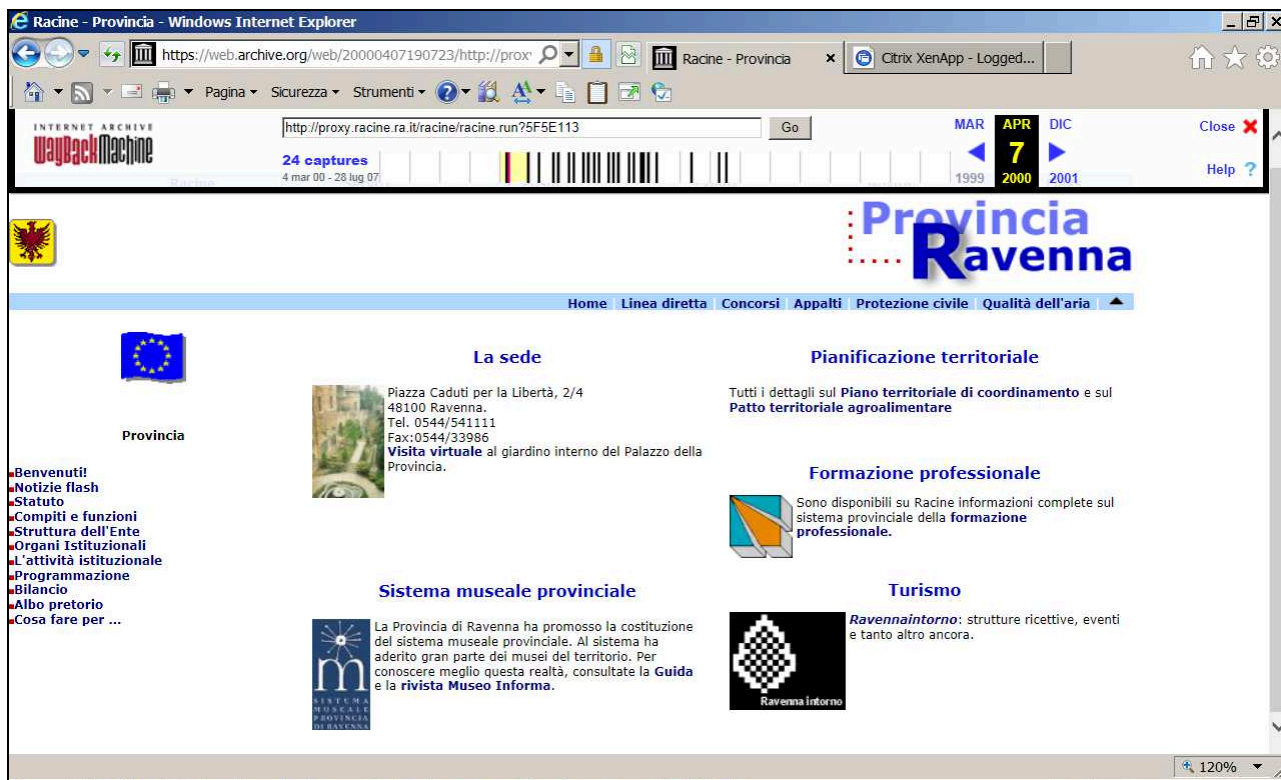 Racine - Provincia - Windows Internet Explorer
https://web.archive.org/web/20000407190723/http://prox
Racine - Provincia
Citrix XenApp - Logged...
Pagina
Sicurezza
Strumenti
INTERNET ARCHIVE
WayBackMachine
http://proxy.racine.ra.it/racine/racine.run?5F5E113
Go
24 captures
4 mar 00 - 28 lug 07
MAR APR DIC
7
1999 2000 2001
Close
Help ?
Racine
Provincia
Ravenna
Home Linea diretta Concorsi Appalti Protezione civile Qualità dell'aria
Provincia
Benvenuti!
Notizie flash
Statuto
Compiti e funzioni
Struttura dell'Ente
Organi Istituzionali
L'attività istituzionale
Programmazione
Bilancio
Albo pretorio
Cosa fare per ...
La sede
Piazza Caduti per la Libertà, 2/4
48100 Ravenna.
Tel. 0544/541111
Fax:0544/33986
Visita virtuale al giardino interno del Palazzo della
Provincia.
Pianificazione territoriale
Tutti i dettagli sul Piano territoriale di coordinamento e sul
Patto territoriale agroalimentare
Formazione professionale
Sono disponibili su Racine informazioni complete sul
sistema provinciale della formazione
professionale.
Sistema museale provinciale
SISTEMA
MUSEALE
PROVINCIA
DI RAVENNA
La Provincia di Ravenna ha promosso la costituzione
del sistema museale provinciale. Al sistema ha
aderito gran parte dei musei del territorio. Per
conoscere meglio questa realtà, consultate la Guida
e la rivista Museo Informa.
Turismo
Ravenna intorno
Ravennaintorno: strutture ricettive, eventi
e tanto altro ancora.
120%